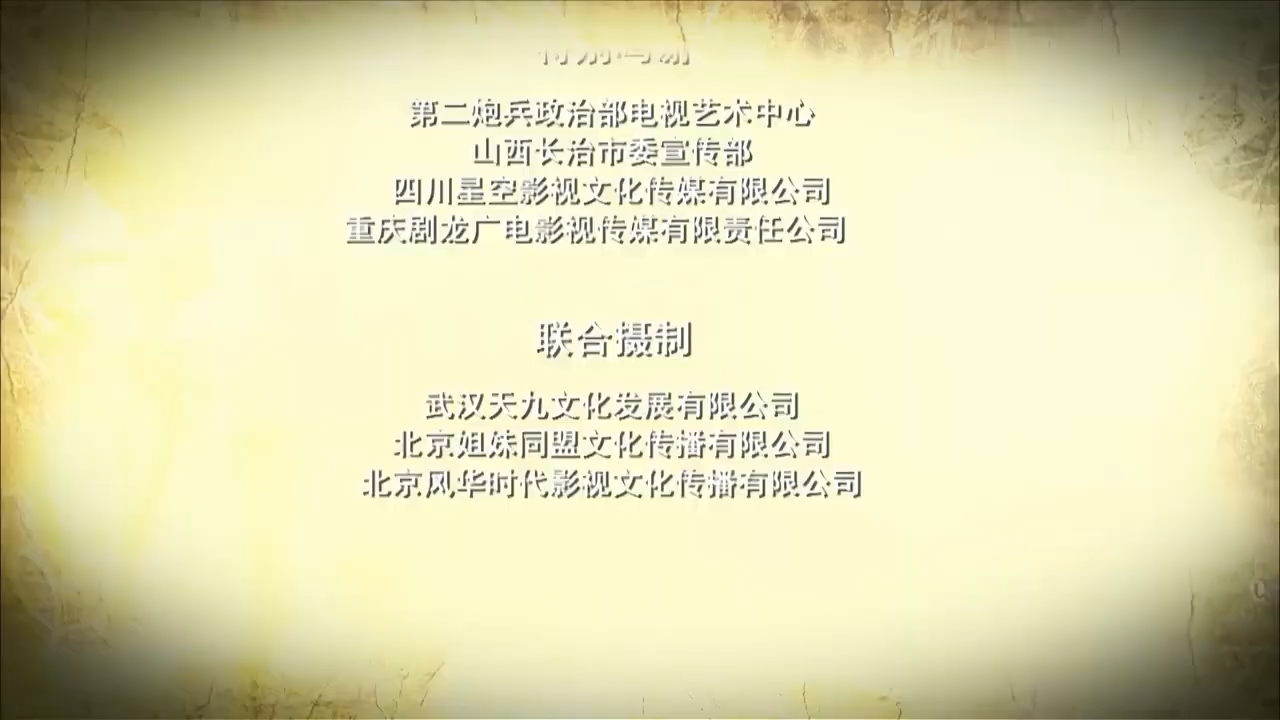 特别鸣谢
第二炮兵政治部电视艺术中心
山西长治市委宣传部
四川星空影视文化传媒有限公司
重庆剧龙广电影视传媒有限责任公司
联合摄制
武汉天九文化发展有限公司
北京姐妹同盟文化传播有限公司
北京风华时代影视文化传播有限公司